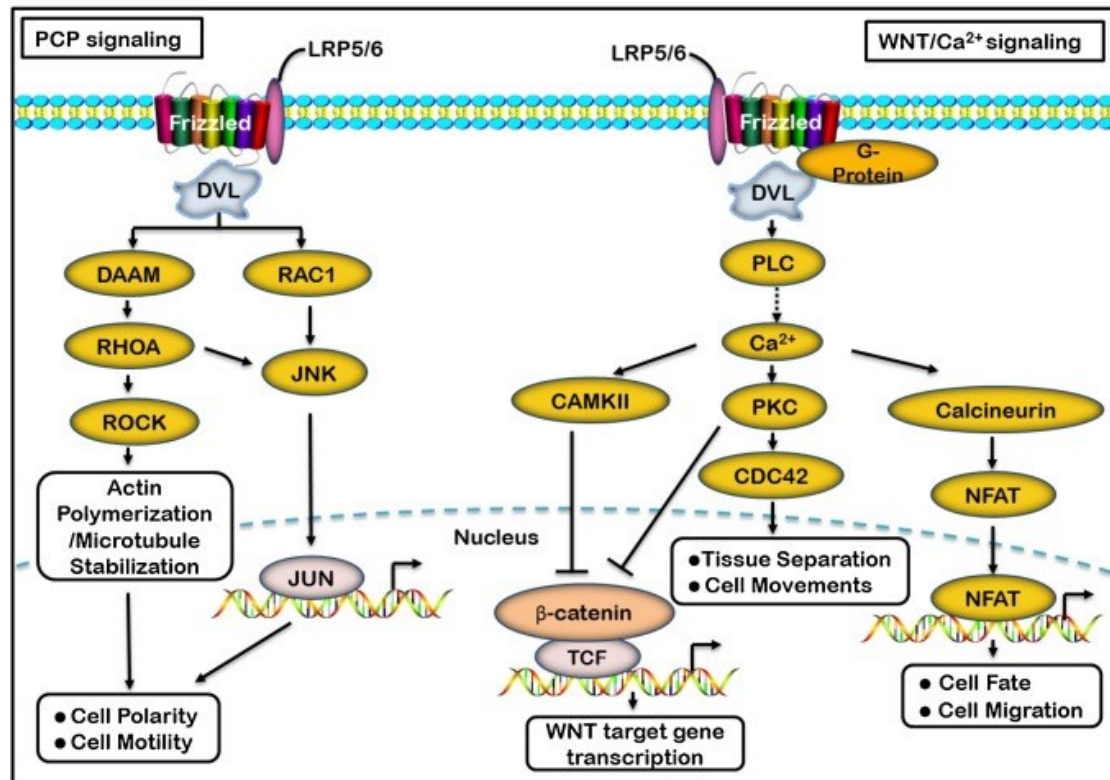 PCP signaling
LRP5/6
Frizzled
DVL
DAAM
RAC1
RHOA
JNK
ROCK
Actin
Polymerization
/Microtubule
Stabilization
JUN
● Cell Polarity
● Cell Motility
WNT/Ca²⁺ signaling
LRP5/6
Frizzled
G-
Protein
DVL
PLC
Ca²⁺
CAMKII
PKC
Calcineurin
CDC42
NFAT
Nucleus
●Tissue Separation
● Cell Movements
β-catenin
TCF
NFAT
WNT target gene
transcription
● Cell Fate
● Cell Migration